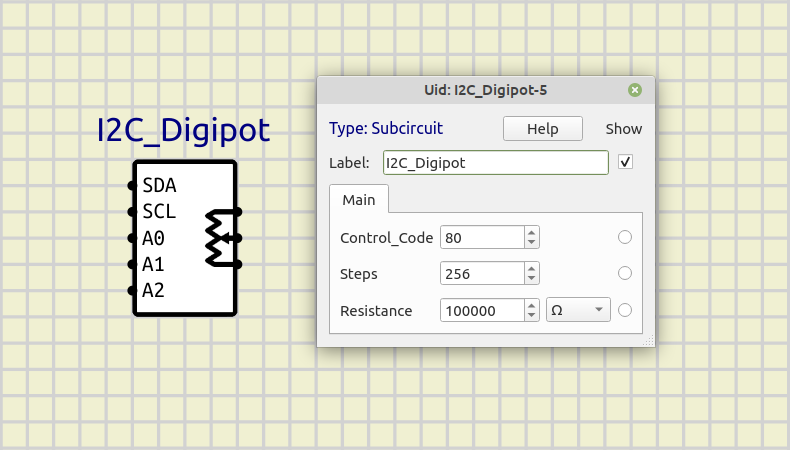 I2C_Digipot
SDA
SCL
A0
A1
A2
Uid: I2C_Digipot-5
Type: Subcircuit Help Show
Label: I2C_Digipot
Main
Control_Code 80
Steps 256
Resistance 100000 Ω